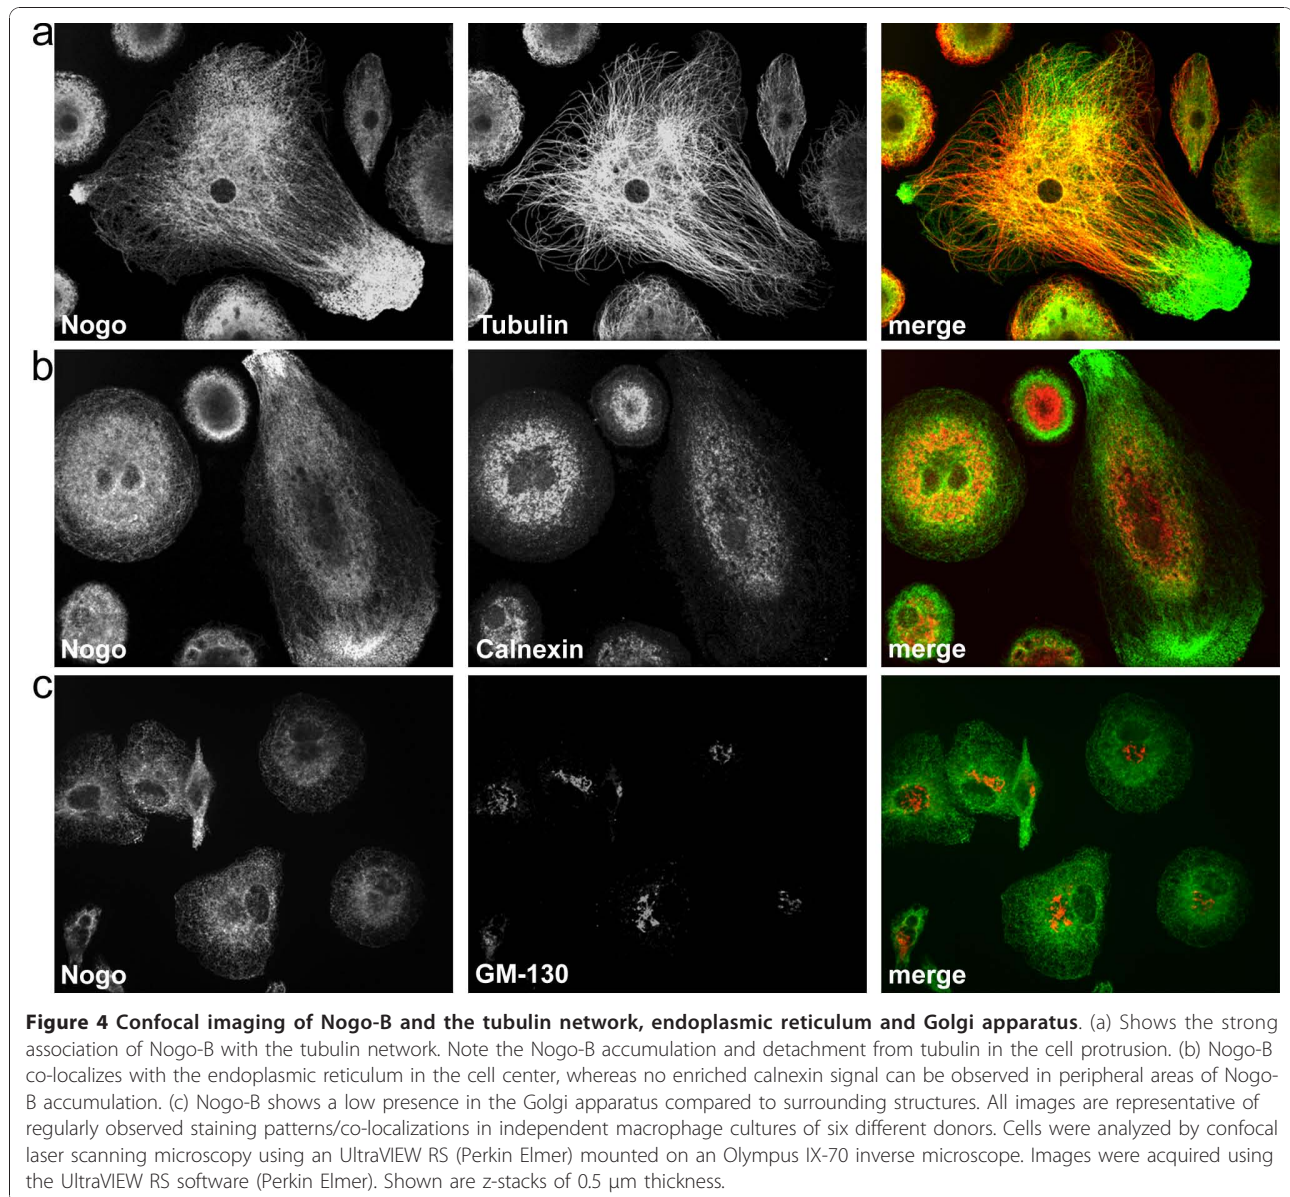 a
Nogo
Tubulin
merge
b
Nogo
Calnexin
merge
c
Nogo
GM-130
merge
Figure 4 Confocal imaging of Nogo-B and the tubulin network, endoplasmic reticulum and Golgi apparatus. (a) Shows the strong
association of Nogo-B with the tubulin network. Note the Nogo-B accumulation and detachment from tubulin in the cell protrusion. (b) Nogo-B
co-localizes with the endoplasmic reticulum in the cell center, whereas no enriched calnexin signal can be observed in peripheral areas of Nogo-
B accumulation. (c) Nogo-B shows a low presence in the Golgi apparatus compared to surrounding structures. All images are representative of
regularly observed staining patterns/co-localizations in independent macrophage cultures of six different donors. Cells were analyzed by confocal
laser scanning microscopy using an UltraVIEW RS (Perkin Elmer) mounted on an Olympus IX-70 inverse microscope. Images were acquired using
the UltraVIEW RS software (Perkin Elmer). Shown are z-stacks of 0.5 μm thickness.